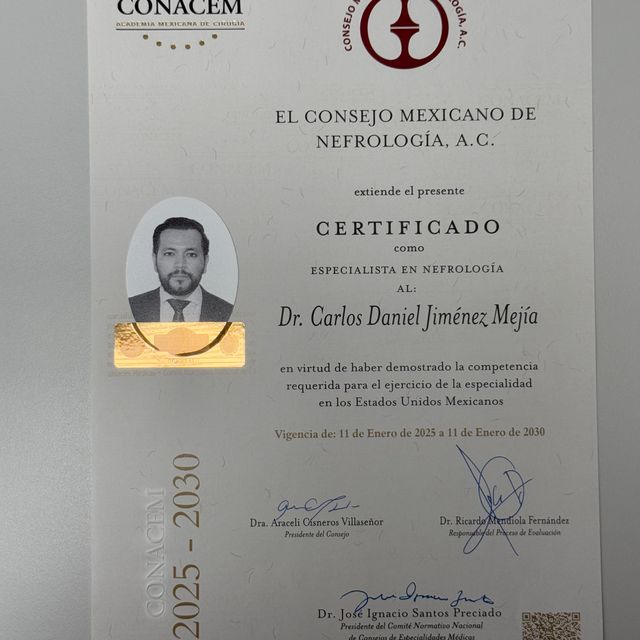 CONACEM
ACADEMIA MEXICANA DE CIRUGÍA
EL CONSEJO MEXICANO DE
NEFROLOGÍA, A.C.
extiende el presente
CERTIFICADO
como
ESPECIALISTA EN NEFROLOGÍA
AL:
Dr. Carlos Daniel Jiménez Mejía
en virtud de haber demostrado la competencia
requerida para el ejercicio de la especialidad
en los Estados Unidos Mexicanos
Vigencia de: 11 de Enero de 2025 a 11 de Enero de 2030
CONACEM
2025 - 2030
Dra. Araceli Cisneros Villaseñor
Presidente del Consejo
Dr. Ricardo Mendiola Fernández
Responsable del Proceso de Evaluación
Dr. José Ignacio Santos Preciado
Presidente del Comité Normativo Nacional
de Consejos de Especialidades Médicas